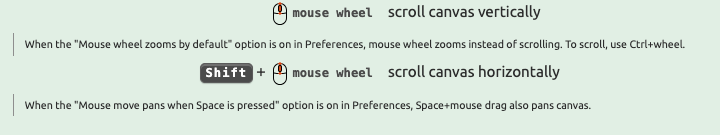 mouse wheel scroll canvas vertically
When the "Mouse wheel zooms by default" option is on in Preferences, mouse wheel zooms instead of scrolling. To scroll, use Ctrl+wheel.
Shift + mouse wheel scroll canvas horizontally
When the "Mouse move pans when Space is pressed" option is on in Preferences, Space+mouse drag also pans canvas.